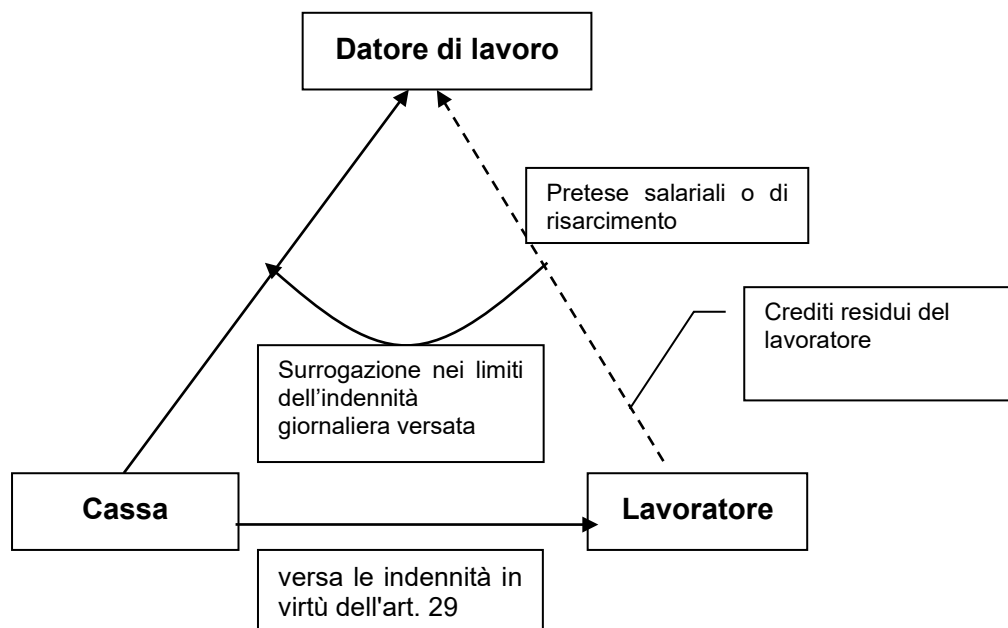 Datore di lavoro
Pretese salariali o di
risarcimento
Crediti residui del
lavoratore
Surrogazione nei limiti
dell’indennità
giornaliera versata
Cassa
Lavoratore
versa le indennità in
virtù dell'art. 29